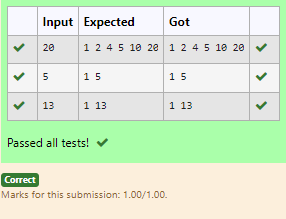 Input Expected Got
20 1 2 4 5 10 20 1 2 4 5 10 20
5 1 5 1 5
13 1 13 1 13
Passed all tests!
Correct
Marks for this submission: 1.00/1.00.